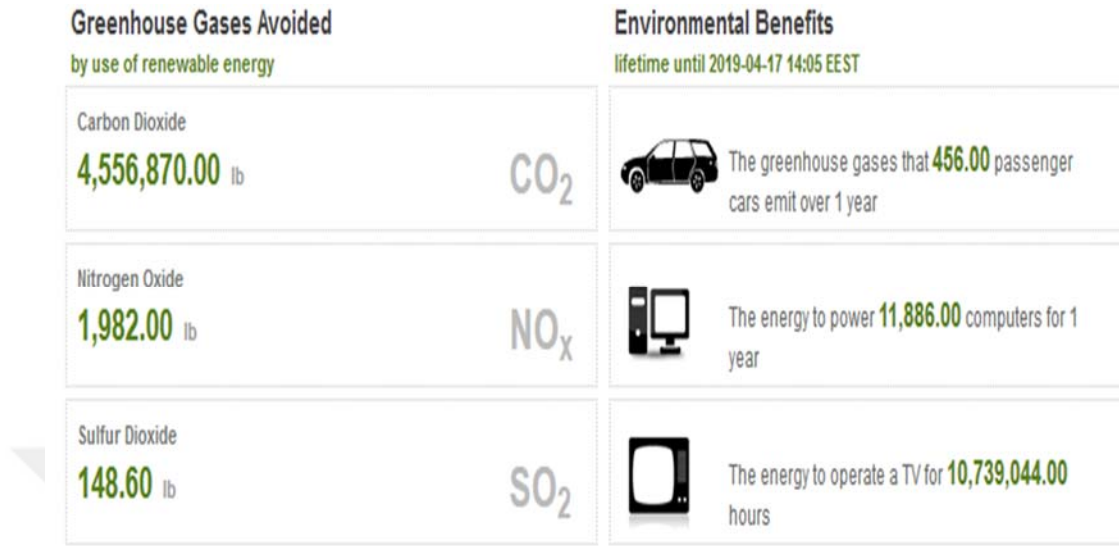 Greenhouse Gases Avoided
by use of renewable energy
Carbon Dioxide
4,556,870.00 lb
CO₂
Nitrogen Oxide
1,982.00 lb
NOₓ
Sulfur Dioxide
148.60 lb
SO₂
Environmental Benefits
lifetime until 2019-04-17 14:05 EEST
The greenhouse gases that 456.00 passenger
cars emit over 1 year
The energy to power 11,886.00 computers for 1
year
The energy to operate a TV for 10,739,044.00
hours